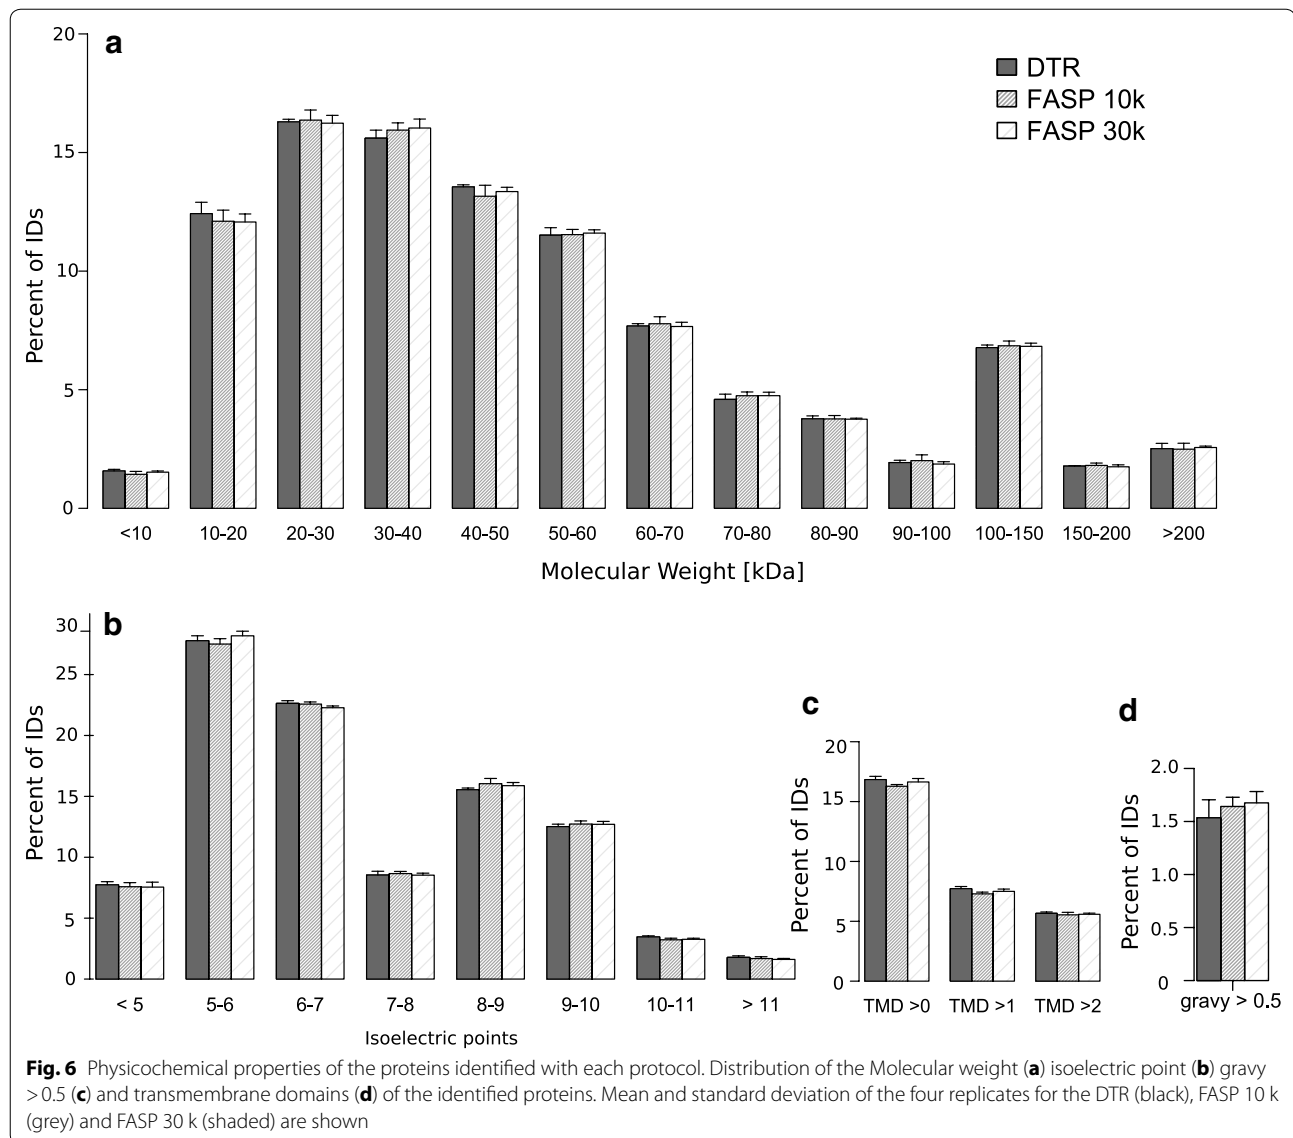 a
DTR
FASP 10k
FASP 30k
Percent of IDs
20
15
10
5
0
<10 10-20 20-30 30-40 40-50 50-60 60-70 70-80 80-90 90-100 100-150 150-200 >200
Molecular Weight [kDa]
b
Percent of IDs
30
25
20
15
10
5
0
< 5 5-6 6-7 7-8 8-9 9-10 10-11 > 11
Isoelectric points
c
Percent of IDs
20
15
10
5
0
TMD >0 TMD >1 TMD >2
d
Percent of IDs
2.0
1.5
1.0
0.5
0
gravy > 0.5
Fig. 6 Physicochemical properties of the proteins identified with each protocol. Distribution of the Molecular weight (a) isoelectric point (b) gravy
>0.5 (c) and transmembrane domains (d) of the identified proteins. Mean and standard deviation of the four replicates for the DTR (black), FASP 10 k
(grey) and FASP 30 k (shaded) are shown